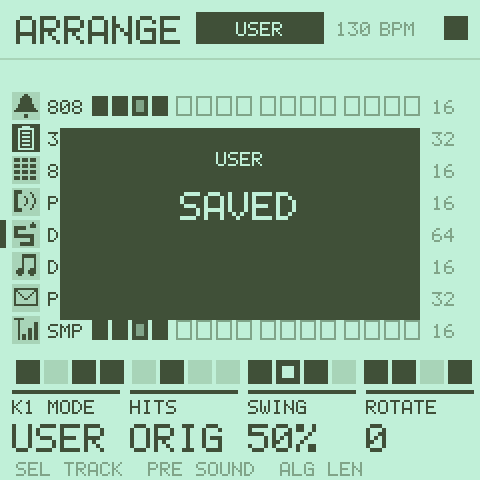 ARRANGE USER 130 BPM
808 16
3 32
8 16
P 16
D 64
D 16
P 32
SMP 16
USER
SAVED
K1 MODE HITS SWING ROTATE
USER ORIG 50% 0
SEL TRACK PRE SOUND ALG LEN